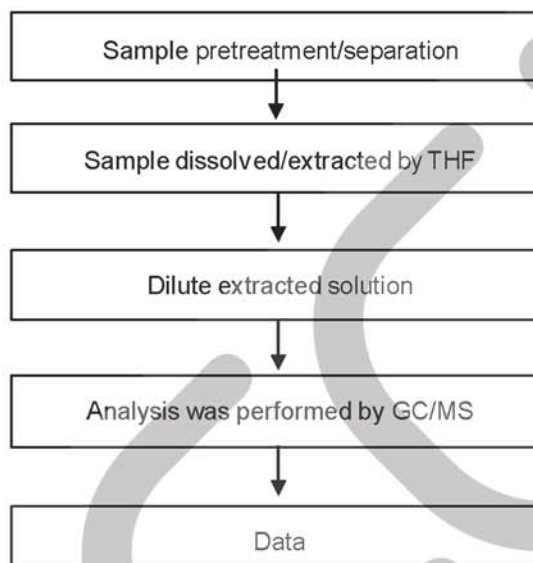 Sample pretreatment/separation
Sample dissolved/extracted by THF
Dilute extracted solution
Analysis was performed by GC/MS
Data